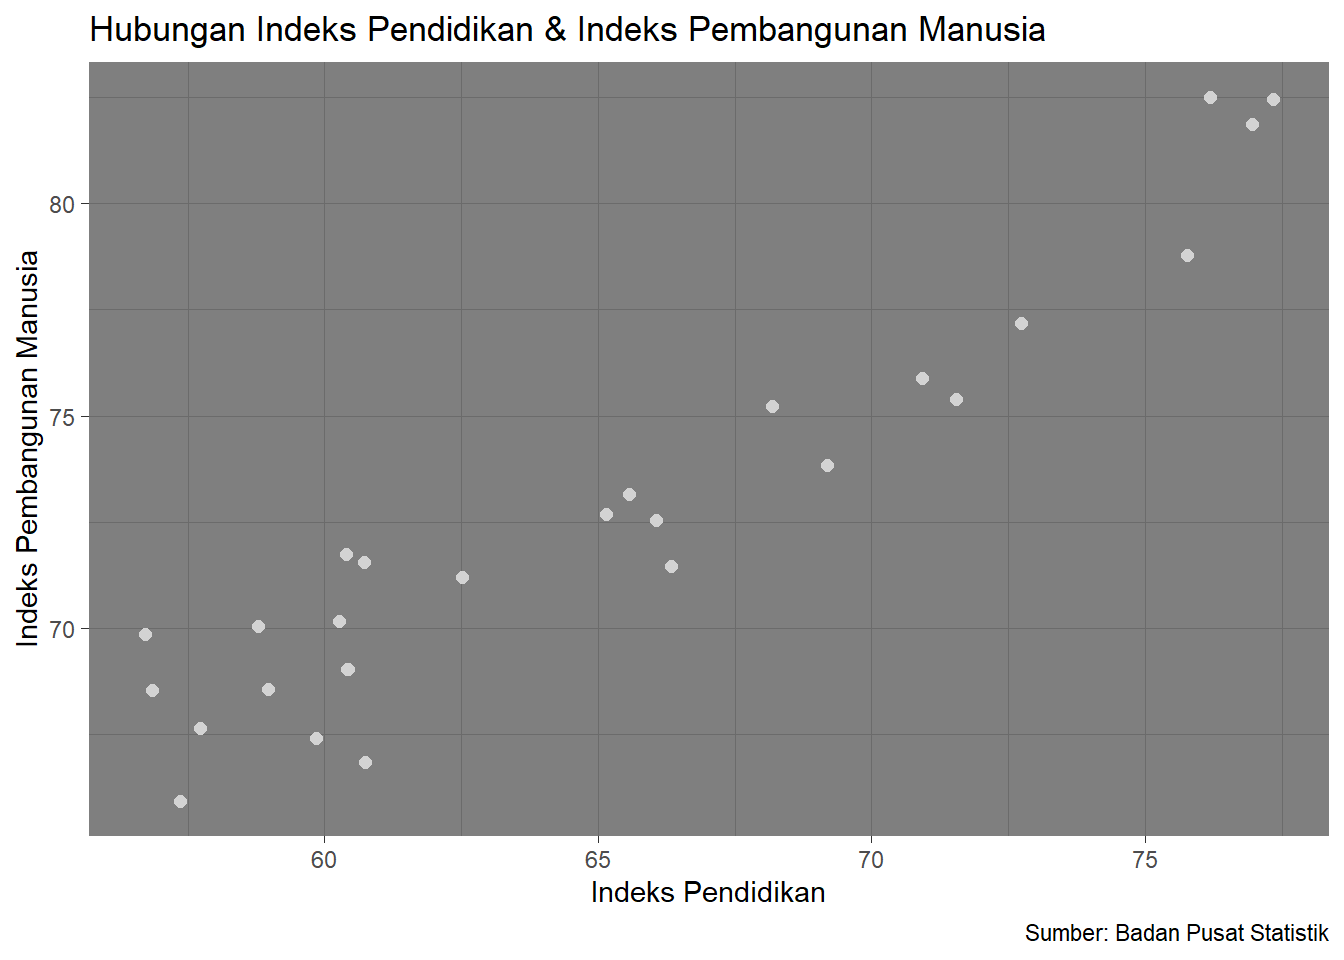 Hubungan Indeks Pendidikan & Indeks Pembangunan Manusia
Indeks Pembangunan Manusia
80
75
70
60
65
70
75
Indeks Pendidikan
Sumber: Badan Pusat Statistik